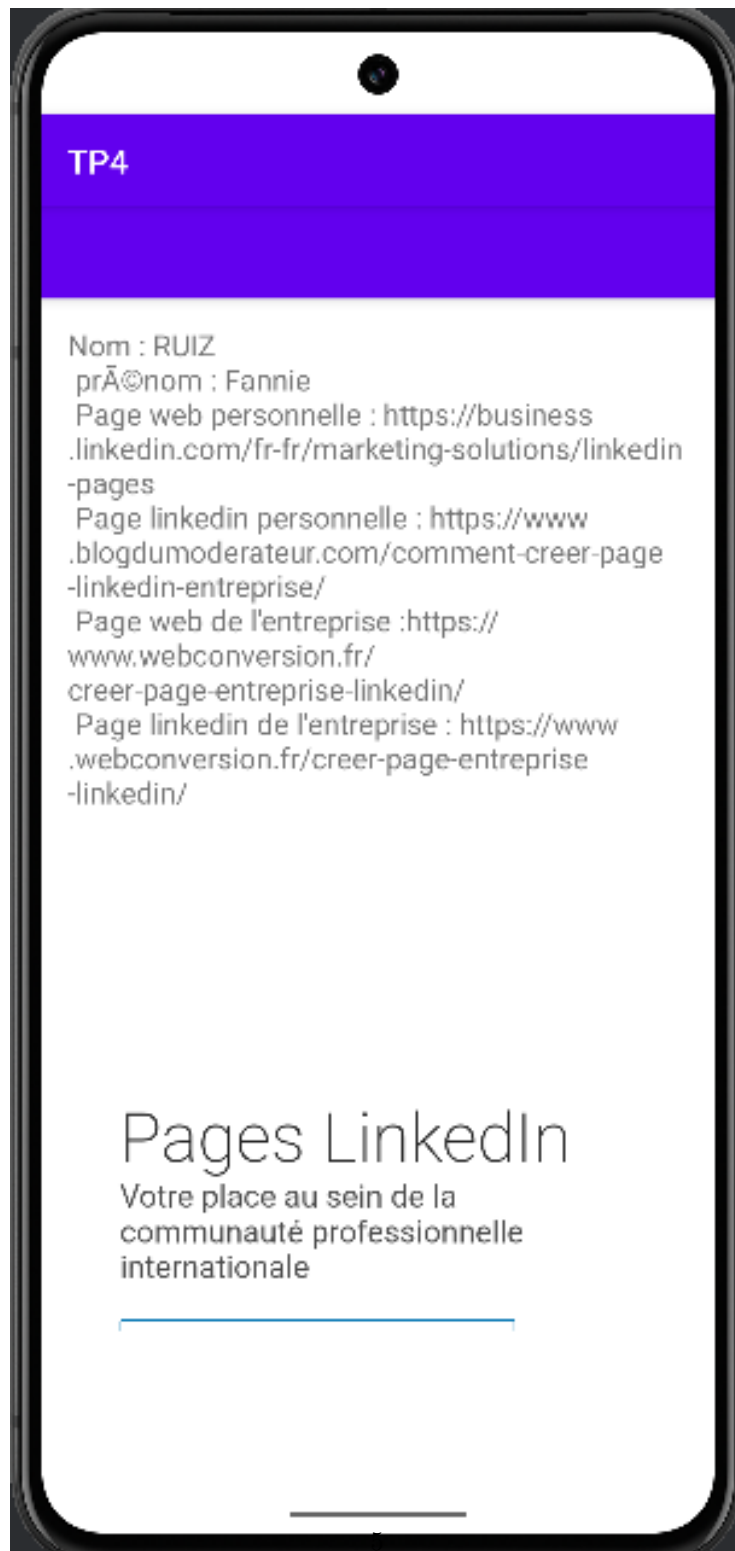 TP4
Nom : RUIZ
prÃ©nom : Fannie
Page web personnelle : https://business
.linkedin.com/fr-fr/marketing-solutions/linkedin
-pages
Page linkedin personnelle : https://www
.blogdumoderateur.com/comment-creer-page
-linkedin-entreprise/
Page web de l'entreprise :https://
www.webconversion.fr/
creer-page-entreprise-linkedin/
Page linkedin de l'entreprise : https://www
.webconversion.fr/creer-page-entreprise
-linkedin/
Pages LinkedIn
Votre place au sein de la
communauté professionnelle
internationale